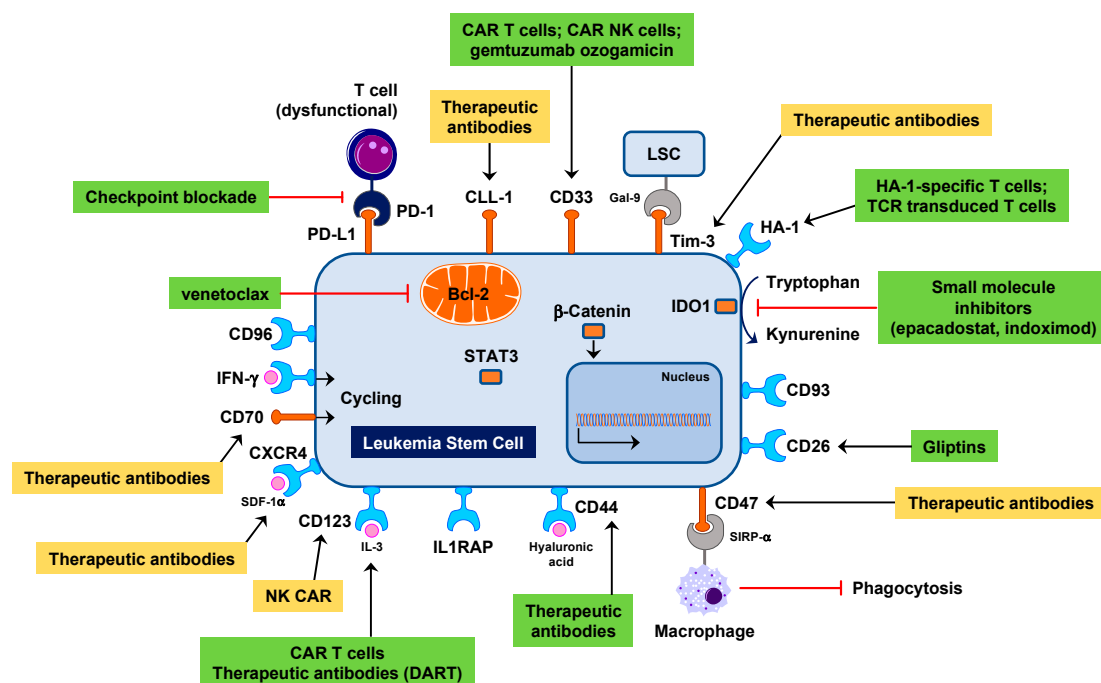 CAR T cells; CAR NK cells;
gemtuzumab ozogamicin
T cell
(dysfunctional)
Therapeutic
antibodies
Therapeutic antibodies
LSC
Checkpoint blockade
PD-1
CLL-1
CD33
Gal-9
HA-1-specific T cells;
TCR transduced T cells
PD-L1
Tim-3
HA-1
venetoclax
Bcl-2
Tryptophan
IDO1
Kynurenine
Small molecule
inhibitors
(epacadostat, indoximod)
CD96
β-Catenin
STAT3
IFN-γ
Nucleus
CD93
Cycling
CD70
Leukemia Stem Cell
CD26
Gliptins
CXCR4
Therapeutic antibodies
SDF-1α
CD123
IL-3
IL1RAP
CD44
Hyaluronic
acid
CD47
Therapeutic antibodies
SIRP-α
Therapeutic antibodies
NK CAR
Therapeutic
antibodies
Phagocytosis
Macrophage
CAR T cells
Therapeutic antibodies (DART)